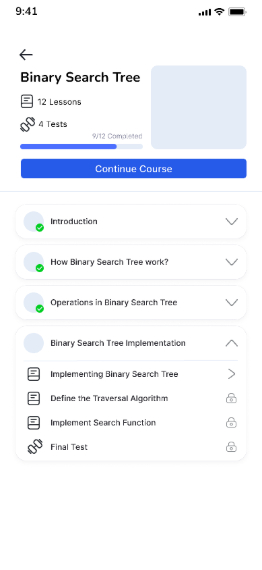 9:41
Binary Search Tree
12 Lessons
4 Tests
9/12 Completed
Continue Course
Introduction
How Binary Search Tree work?
Operations in Binary Search Tree
Binary Search Tree Implementation
Implementing Binary Search Tree
Define the Traversal Algorithm
Implement Search Function
Final Test